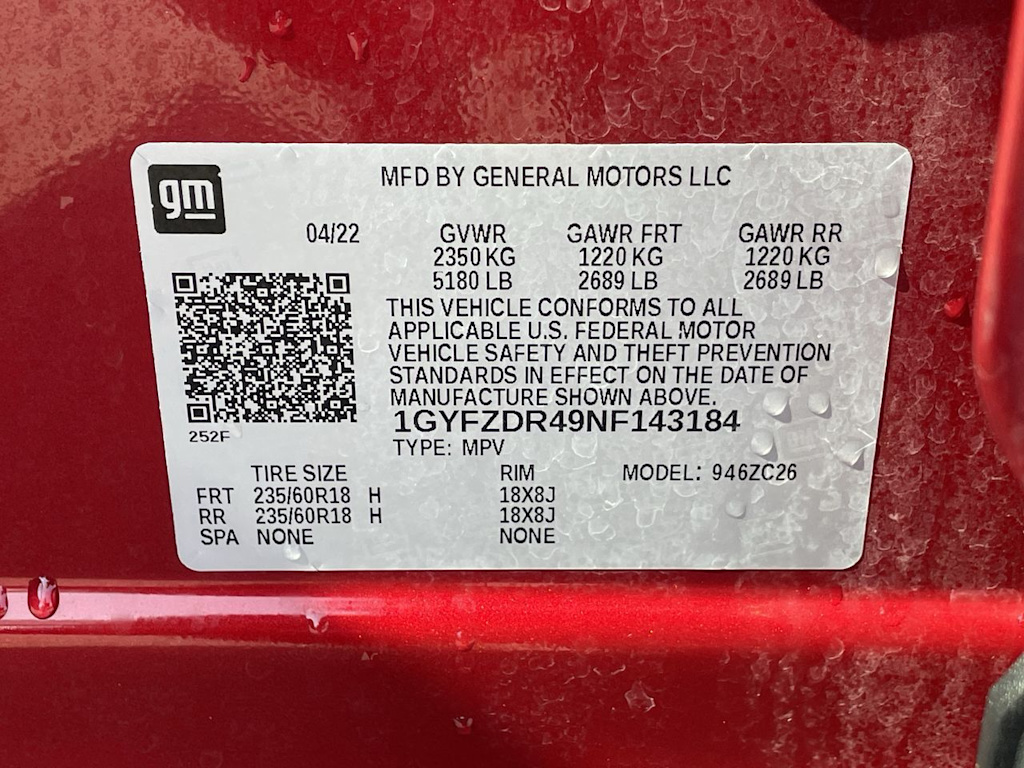 gm
MFD BY GENERAL MOTORS LLC
04/22 GVWR GAWR FRT GAWR RR
2350 KG 1220 KG 1220 KG
5180 LB 2689 LB 2689 LB
THIS VEHICLE CONFORMS TO ALL
APPLICABLE U.S. FEDERAL MOTOR
VEHICLE SAFETY AND THEFT PREVENTION
STANDARDS IN EFFECT ON THE DATE OF
MANUFACTURE SHOWN ABOVE.
1GYFZDR49NF143184
252F
TYPE: MPV
TIRE SIZE RIM MODEL: 946ZC26
FRT 235/60R18 H 18X8J
RR 235/60R18 H 18X8J
SPA NONE NONE